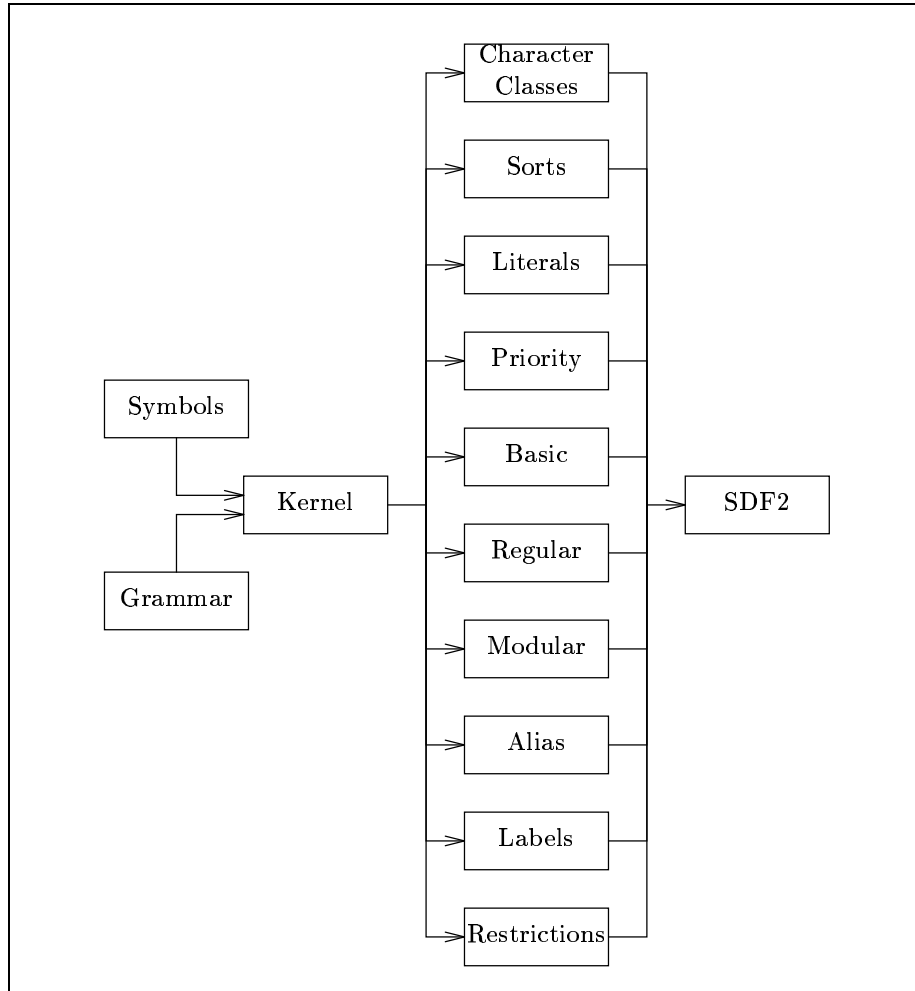 Character
Classes
Sorts
Literals
Priority
Symbols
Basic
Kernel
SDF2
Regular
Grammar
Modular
Alias
Labels
Restrictions